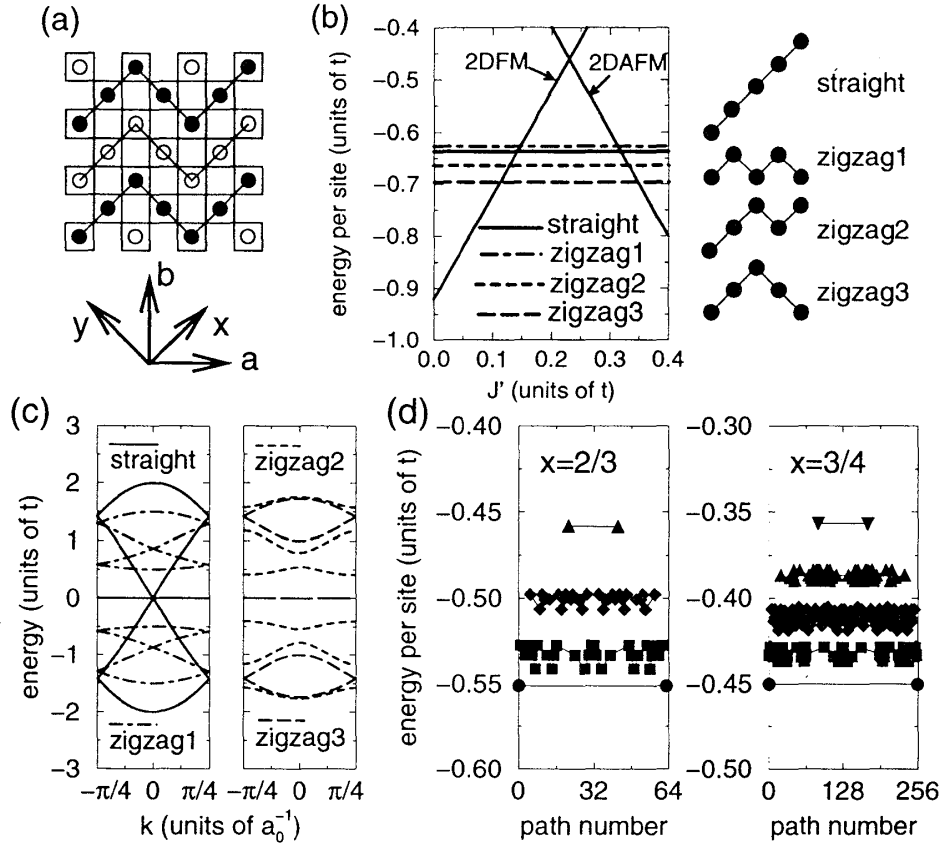 (a)
b
y
x
a
(b)
-0.4
-0.5
-0.6
-0.7
-0.8
-0.9
-1.0
energy per site (units of t)
2DFM
2DAFM
straight
zigzag1
zigzag2
zigzag3
0.0
0.2
0.4
J' (units of t)
straight
zigzag1
zigzag2
zigzag3
(c)
3
2
1
0
-1
-2
-3
energy (units of t)
straight
zigzag1
zigzag2
zigzag3
-π/4
0
π/4
-π/4
0
π/4
k (units of a₀⁻¹)
(d)
-0.40
-0.45
-0.50
-0.55
-0.60
energy per site (units of t)
x=2/3
0
32
64
path number
-0.30
-0.35
-0.40
-0.45
-0.50
x=3/4
0
128
256
path number